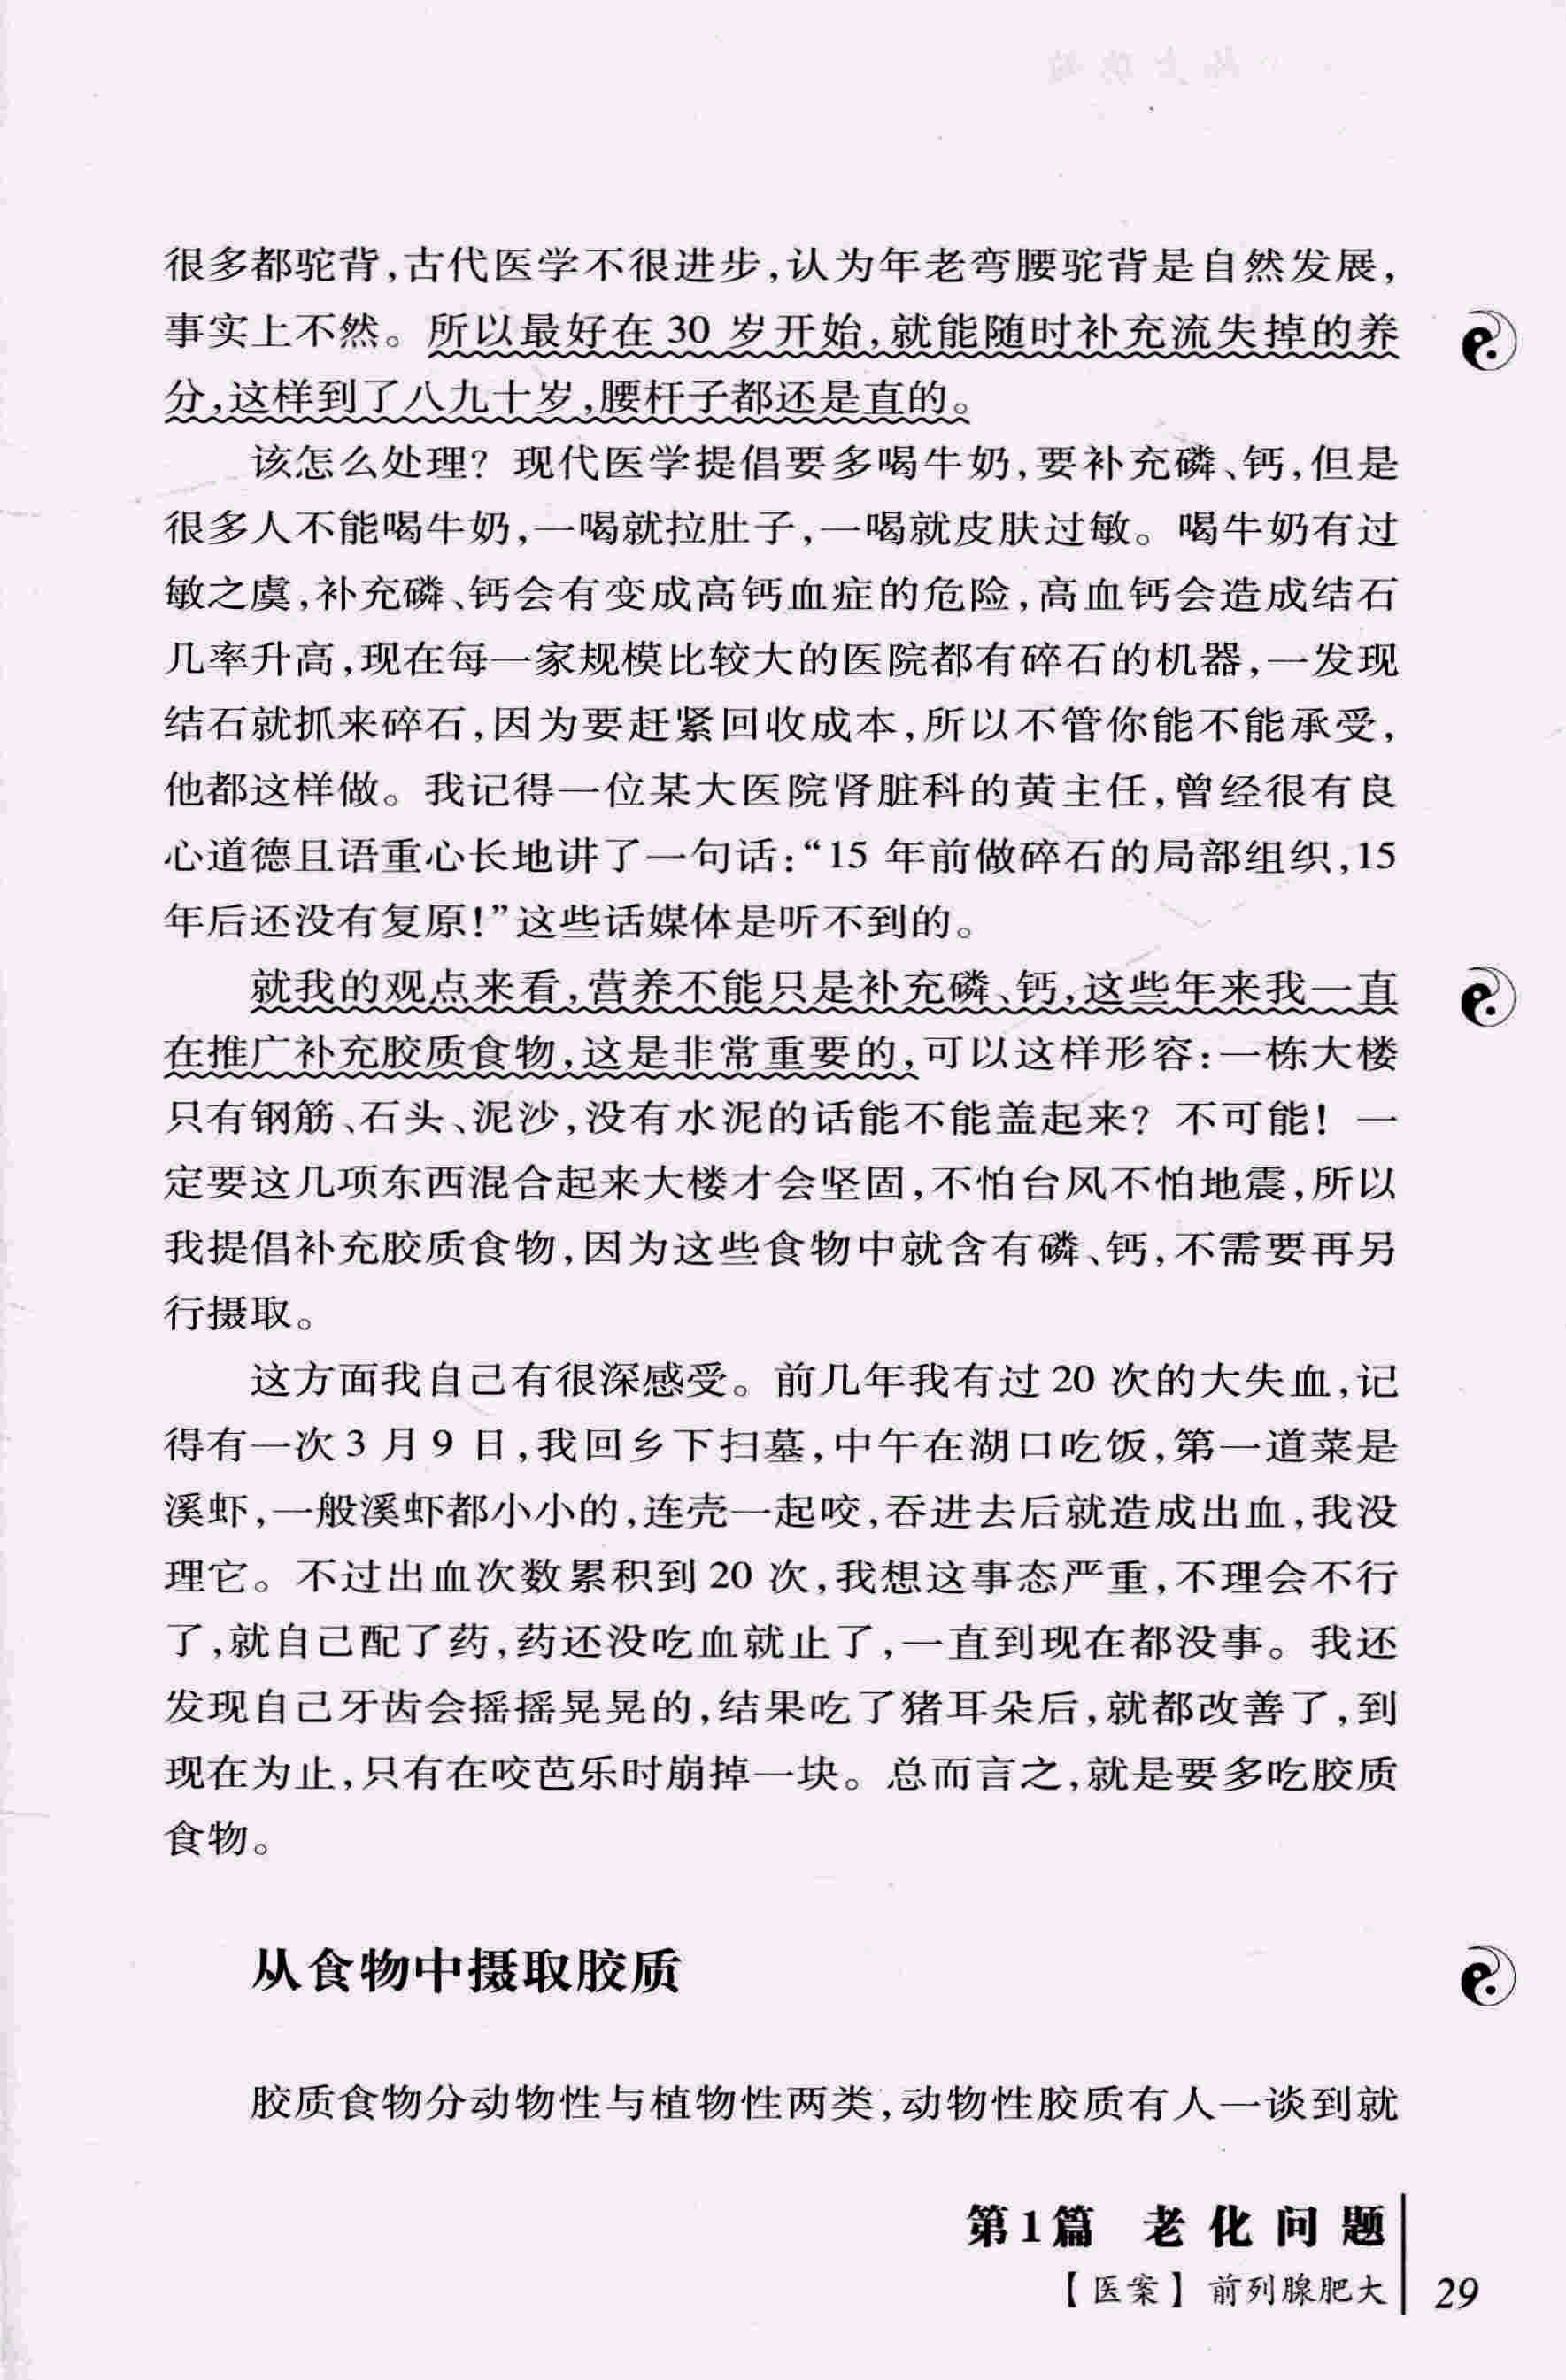 很多都驼背,古代医学不很进步,认为年老弯腰驼背是自然发展,
事实上不然。所以最好在 30 岁开始,就能随时补充流失掉的养
分,这样到了八九十岁,腰杆子都还是直的。
该怎么处理? 现代医学提倡要多喝牛奶,要补充磷、钙,但是
很多人不能喝牛奶,一喝就拉肚子,一喝就皮肤过敏。喝牛奶有过
敏之虞,补充磷、钙会有变成高钙血症的危险,高血钙会造成结石
几率升高,现在每一家规模比较大的医院都有碎石的机器,一发现
结石就抓来碎石,因为要赶紧回收成本,所以不管你能不能承受,
他都这样做。我记得一位某大医院肾脏科的黄主任,曾经很有良
心道德且语重心长地讲了一句话:“15 年前做碎石的局部组织,15
年后还没有复原!”这些话媒体是听不到的。
就我的观点来看,营养不能只是补充磷、钙,这些年来我一直
在推广补充胶质食物,这是非常重要的,可以这样形容:一栋大楼
只有钢筋、石头、泥沙,没有水泥的话能不能盖起来? 不可能! 一
定要这几项东西混合起来大楼才会坚固,不怕台风不怕地震,所以
我提倡补充胶质食物,因为这些食物中就含有磷、钙,不需要再另
行摄取。
这方面我自己有很深感受。前几年我有过 20 次的大失血,记
得有一次 3 月 9 日,我回乡下扫墓,中午在湖口吃饭,第一道菜是
溪虾,一般溪虾都小小的,连壳一起咬,吞进去后就造成出血,我没
理它。不过出血次数累积到 20 次,我想这事态严重,不理会不行
了,就自己配了药,药还没吃血就止了,一直到现在都没事。我还
发现自己牙齿会摇摇晃晃的,结果吃了猪耳朵后,就都改善了,到
现在为止,只有在咬芭乐时崩掉一块。总而言之,就是要多吃胶质
食物。
从食物中摄取胶质
胶质食物分动物性与植物性两类,动物性胶质有人一谈到就
第1篇 老化问题
【医案】前列腺肥大 29